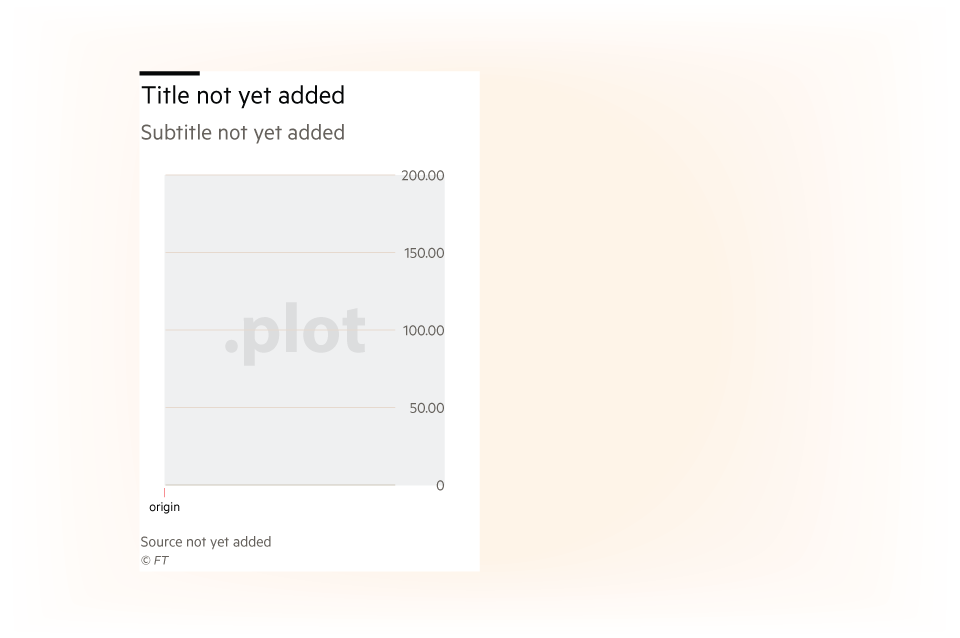 Title not yet added
Subtitle not yet added
200.00
150.00
.plot
100.00
50.00
0
origin
Source not yet added
© FT